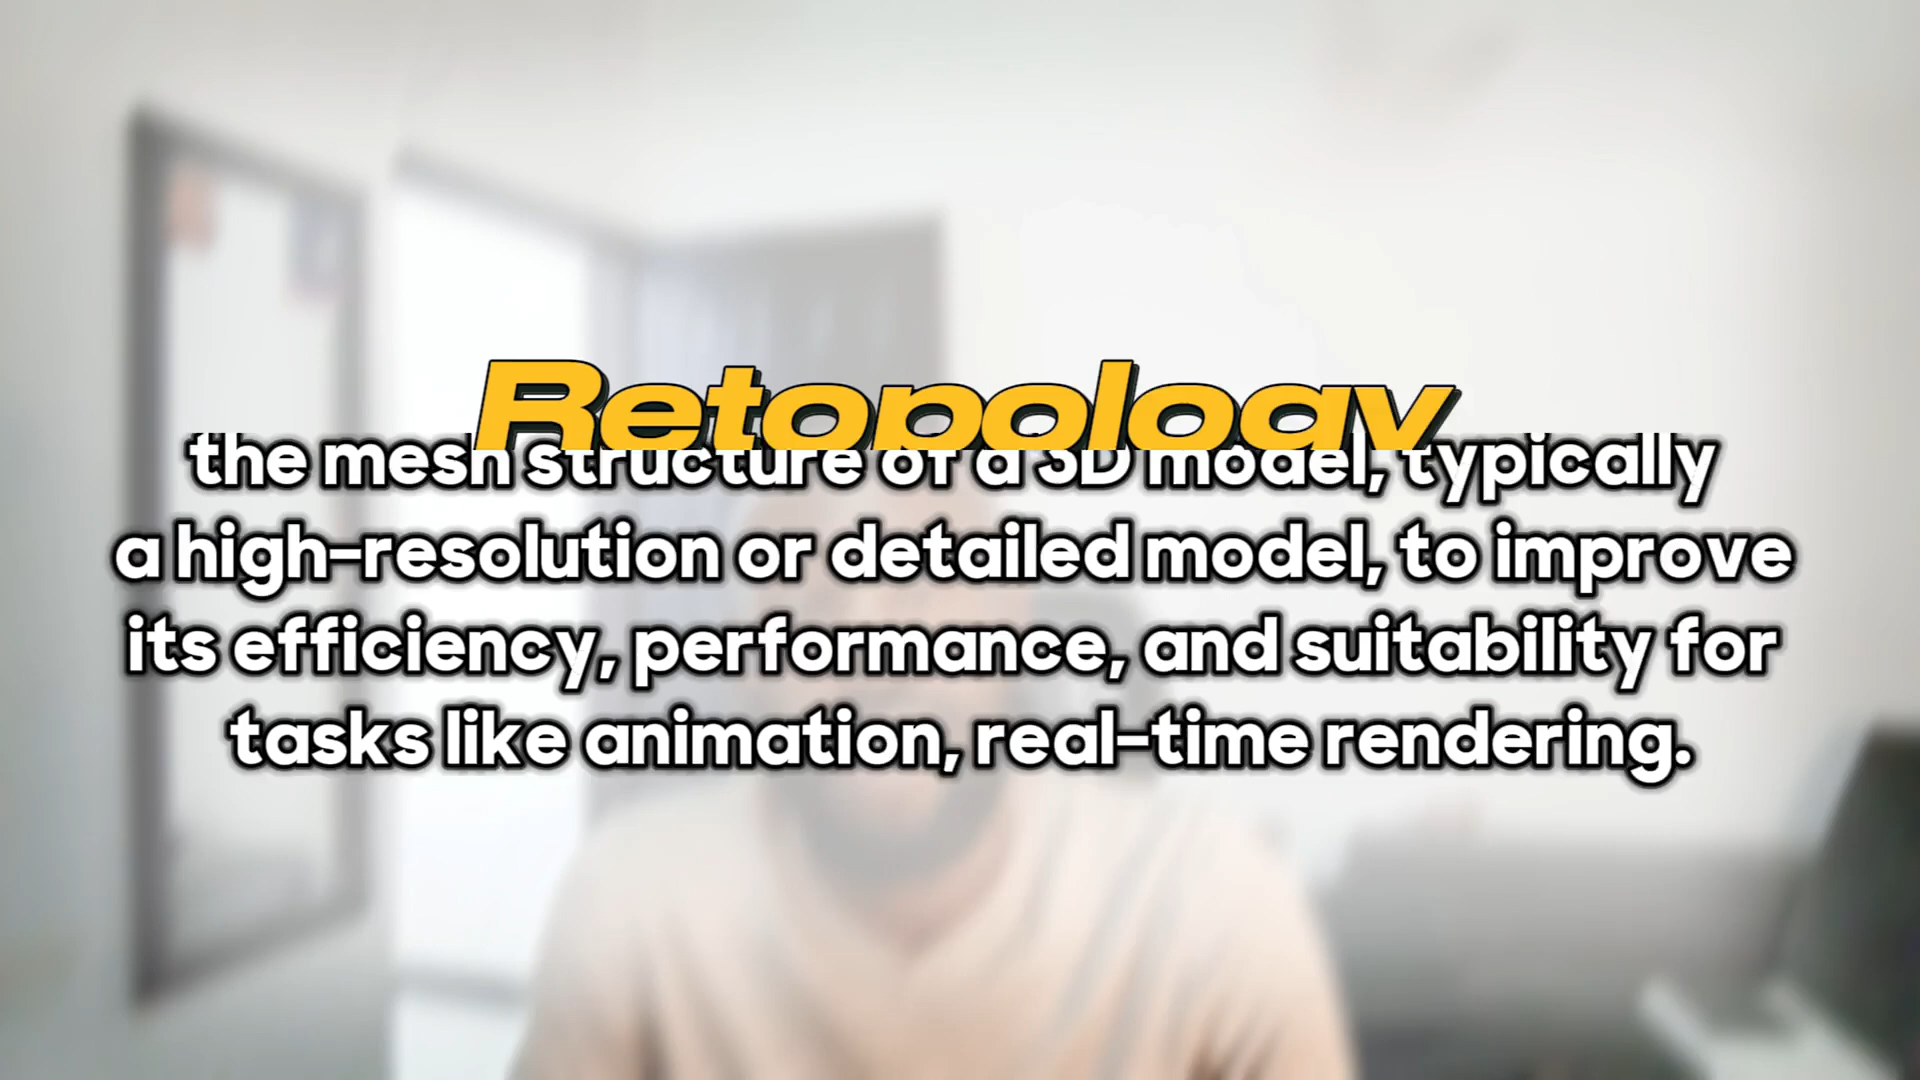 Retopology
the mesh structure of a 3D model, typically
a high-resolution or detailed model, to improve
its efficiency, performance, and suitability for
tasks like animation, real-time rendering.